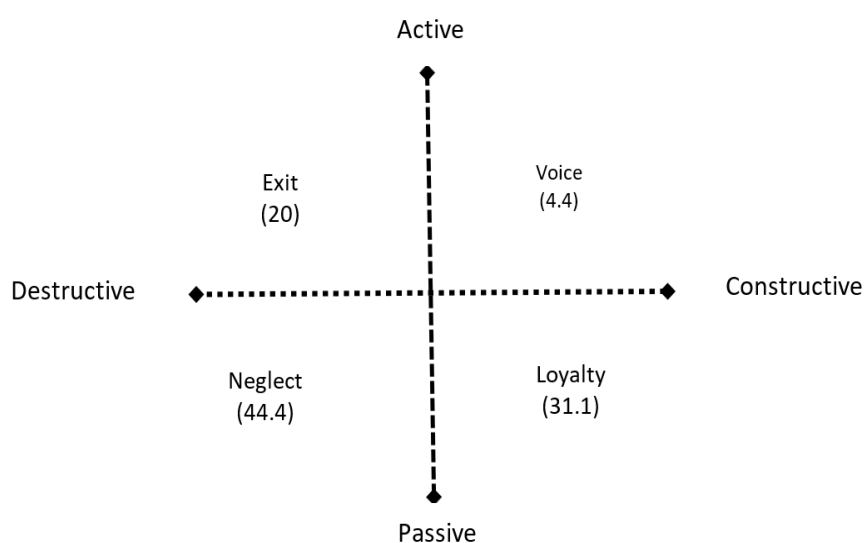 Active
Exit
(20)
Voice
(4.4)
Destructive
Constructive
Neglect
(44.4)
Loyalty
(31.1)
Passive